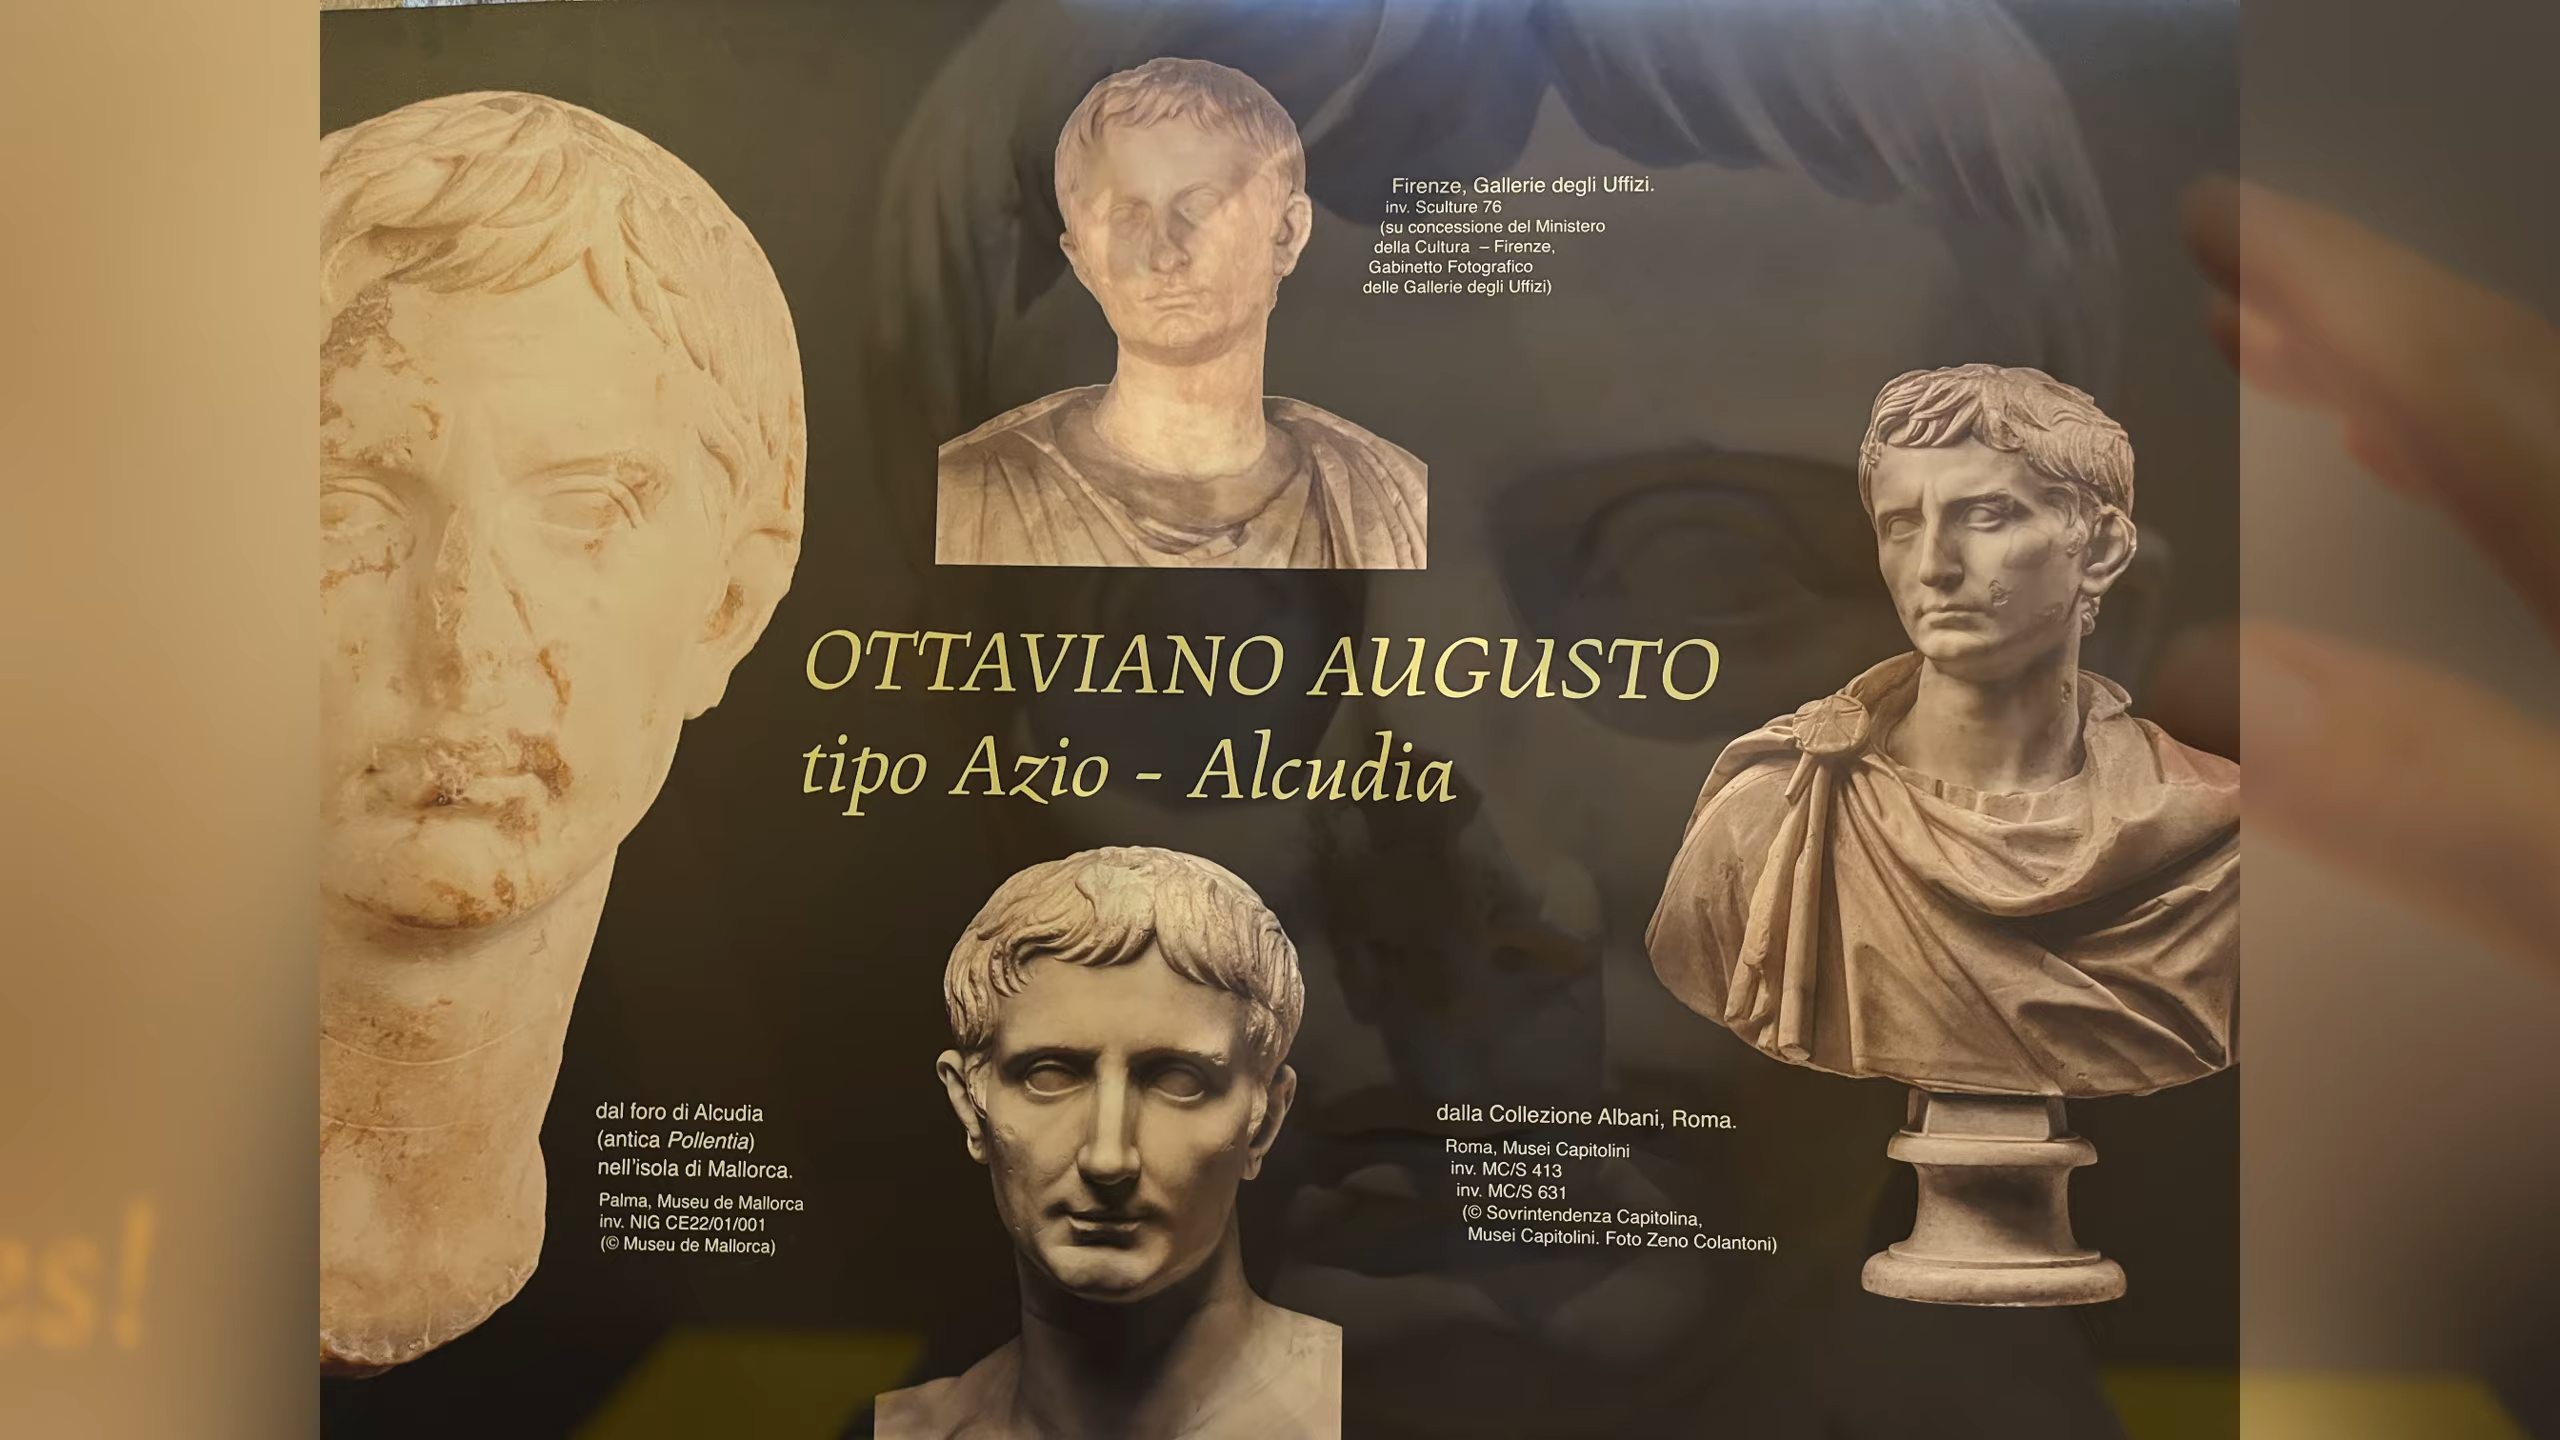 Firenze, Gallerie degli Uffizi.
inv. Sculture 76
(su concessione del Ministero
della Cultura – Firenze,
Gabinetto Fotografico
delle Gallerie degli Uffizi)
OTTAVIANO AUGUSTO
tipo Azio - Alcudia
dal foro di Alcudia
(antica Pollentia)
nell'isola di Mallorca.
Palma, Museu de Mallorca
inv. NIG CE22/01/001
(© Museu de Mallorca)
dalla Collezione Albani, Roma.
Roma, Musei Capitolini
inv. MC/S 413
inv. MC/S 631
(© Sovrintendenza Capitolina,
Musei Capitolini. Foto Zeno Colantoni)
es!